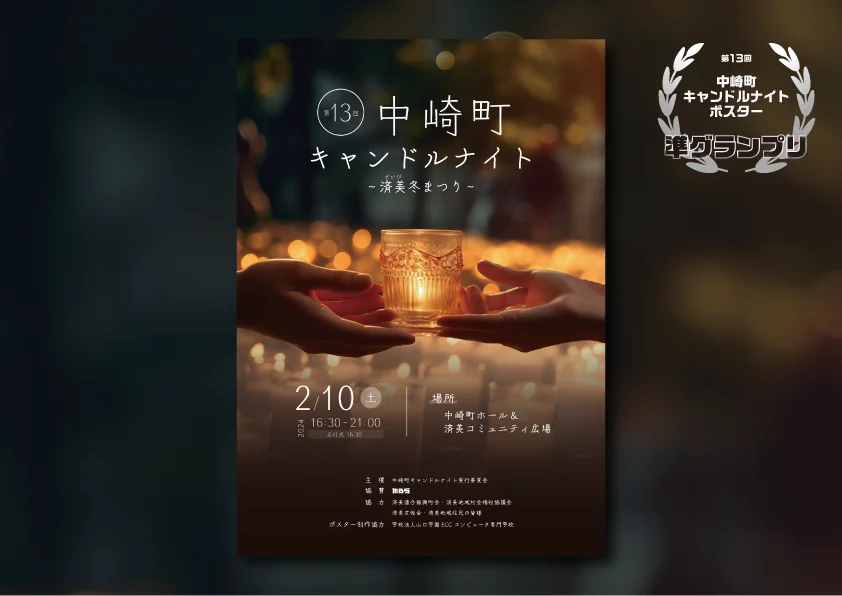 第13回
中崎町
キャンドルナイト
~済美冬まつり~
せいび
2/10 土
2024
16:30-21:00
点灯式 16:30
場所
中崎町ホール&
済美コミュニティ広場
主催 中崎町キャンドルナイト実行委員会
協賛
協力 済美連合振興町会・済美地域社会福祉協議会
済美女性会・済美地域住民の皆様
ポスター制作協力 学校法人山口学園 ECC コンピュータ専門学校
第13回
中崎町
キャンドルナイト
ポスター
準グランプリ